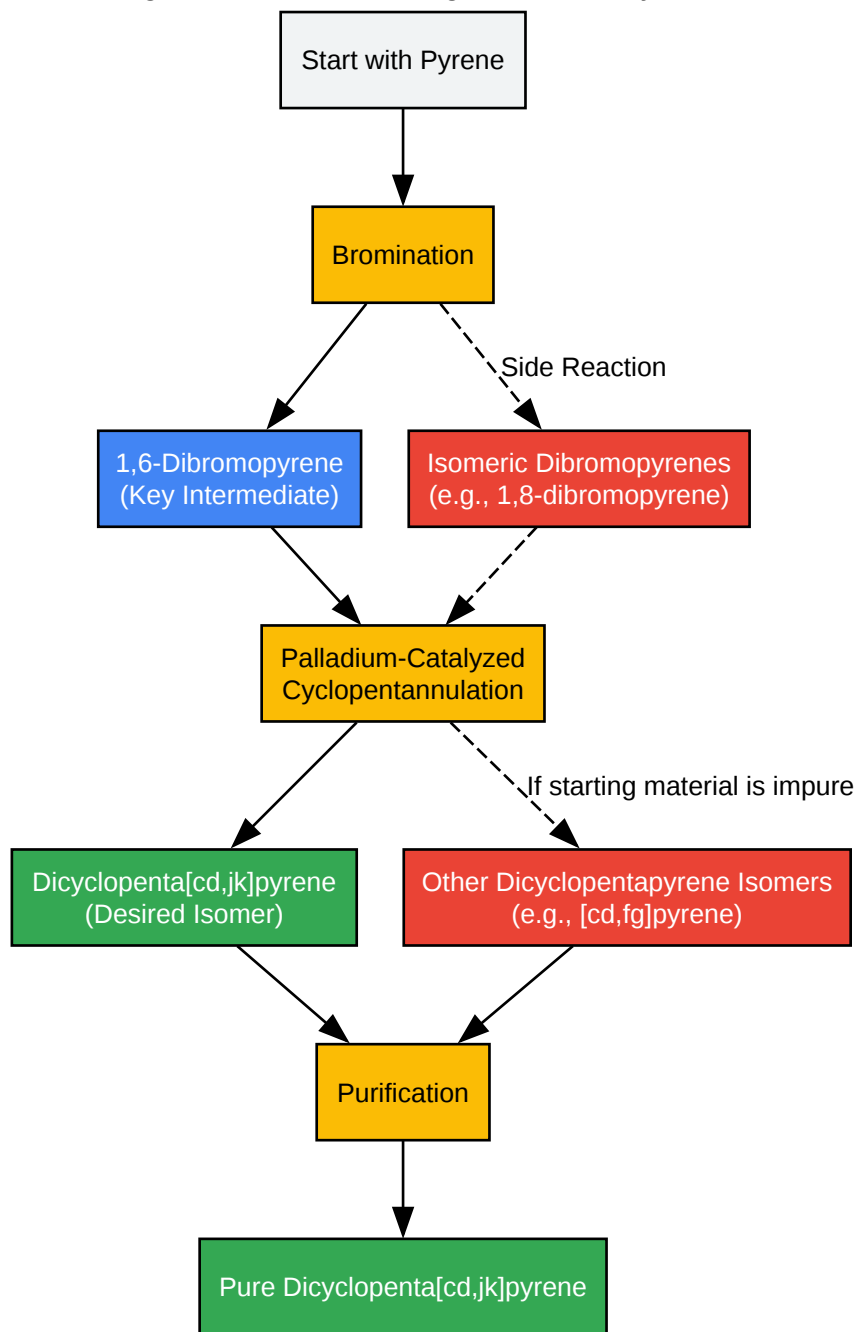 Start with Pyrene
Bromination
Side Reaction
1,6-Dibromopyrene
(Key Intermediate)
Isomeric Dibromopyrenes
(e.g., 1,8-dibromopyrene)
Palladium-Catalyzed
Cyclopentannulation
If starting material is impure
Dicyclopenta[cd,jk]pyrene
(Desired Isomer)
Other Dicyclopentapyrene Isomers
(e.g., [cd,fg]pyrene)
Purification
Pure Dicyclopenta[cd,jk]pyrene